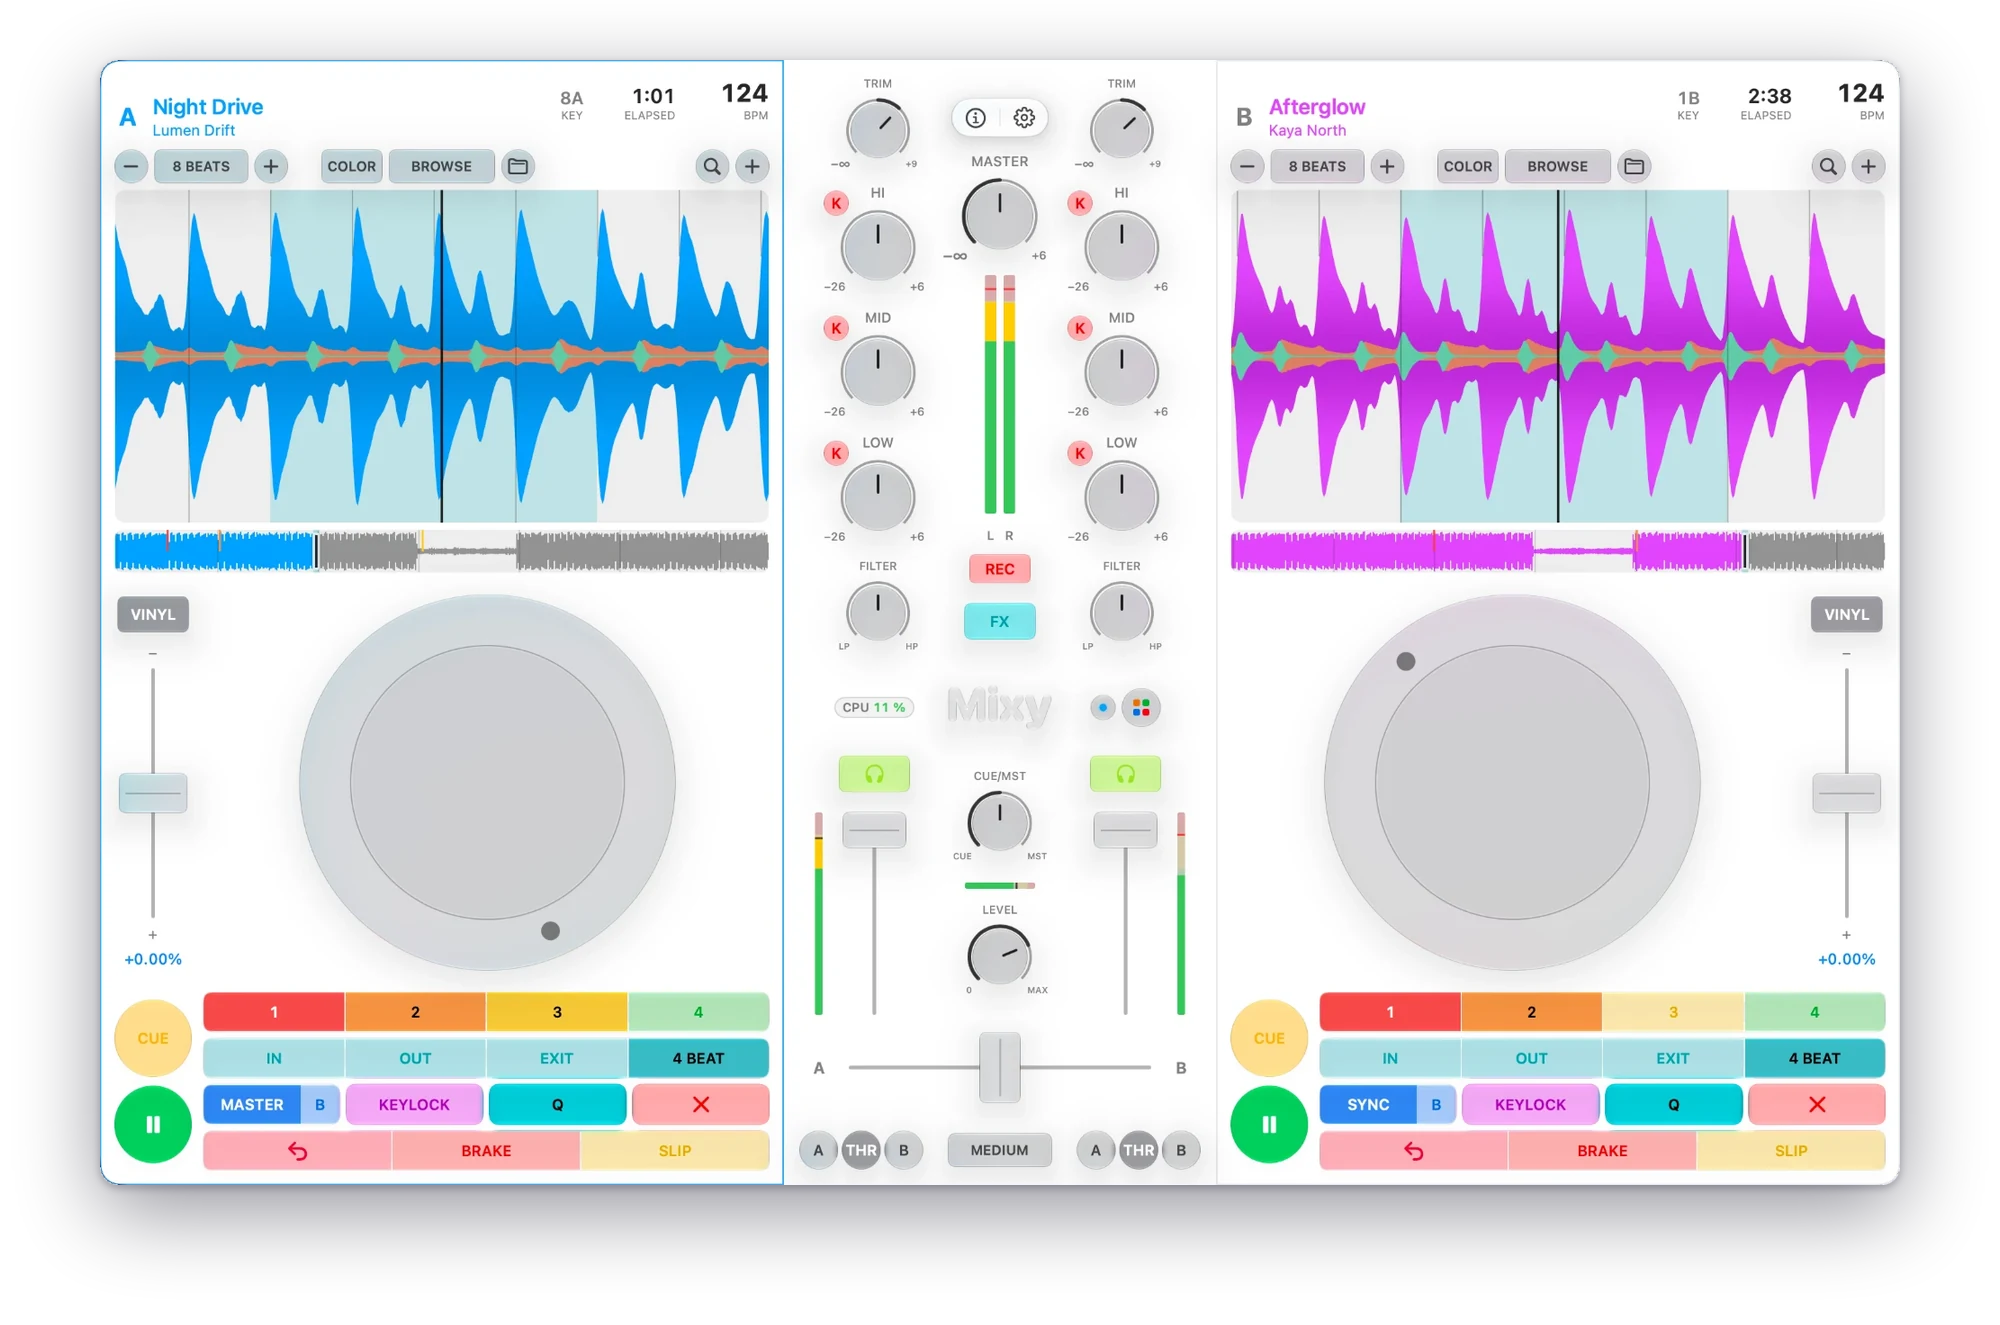 A
Night Drive
Lumen Drift
8A
KEY
1:01
ELAPSED
124
BPM
− 8 BEATS + COLOR BROWSE +
VINYL
−
+
+0.00%
CUE
1 2 3 4
IN OUT EXIT 4 BEAT
MASTER B KEYLOCK Q
BRAKE SLIP
TRIM
−∞ +9
K HI
−26 +6
K MID
−26 +6
K LOW
−26 +6
FILTER
LP HP
CPU 11 %
MASTER
−∞ +6
L R
REC
FX
Mixy
CUE/MST
CUE MST
LEVEL
0 MAX
TRIM
−∞ +9
K HI
−26 +6
K MID
−26 +6
K LOW
−26 +6
FILTER
LP HP
A B
A THR B MEDIUM A THR B
B
Afterglow
Kaya North
1B
KEY
2:38
ELAPSED
124
BPM
− 8 BEATS + COLOR BROWSE +
VINYL
−
+
+0.00%
CUE
1 2 3 4
IN OUT EXIT 4 BEAT
SYNC B KEYLOCK Q
BRAKE SLIP